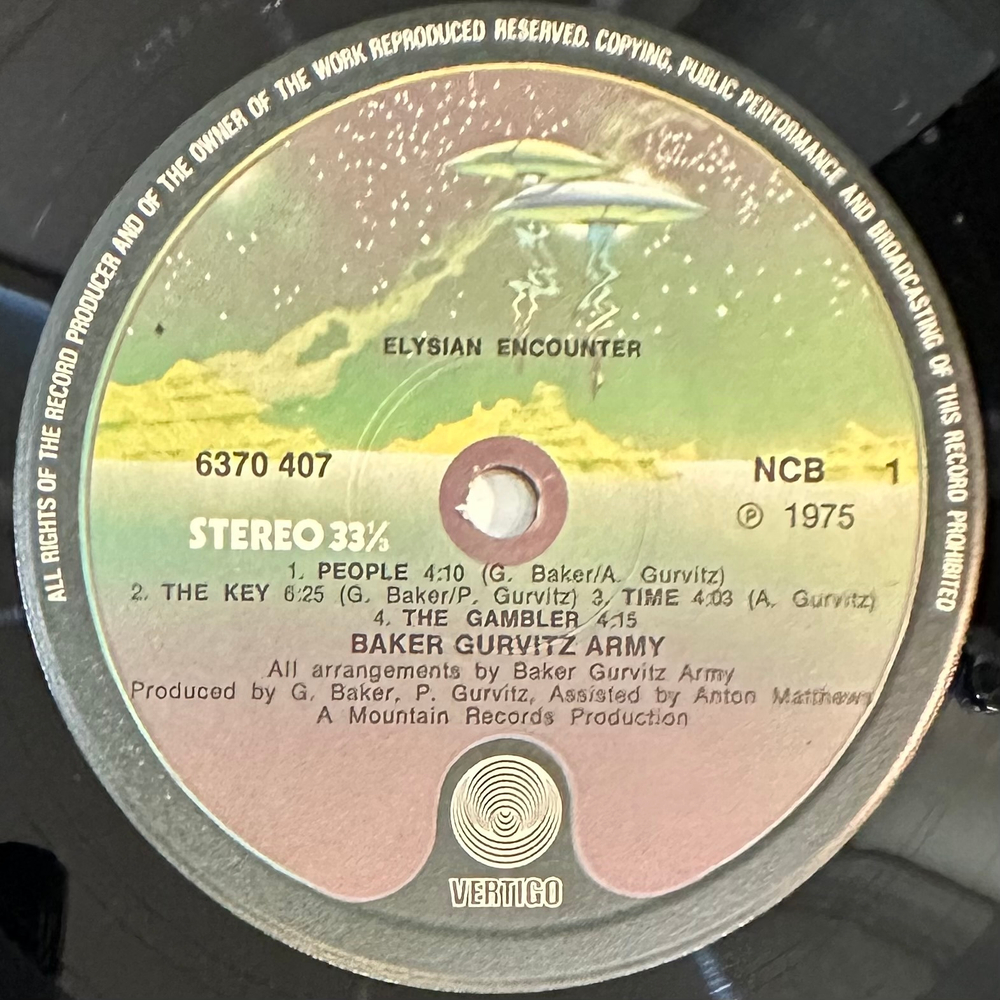 ALL RIGHTS OF THE RECORD PRODUCER AND OF THE OWNER OF THE WORK REPRODUCED RESERVED. COPYING, PUBLIC PERFORMANCE AND BROADCASTING OF THIS RECORD PROHIBITED
ELYSIAN ENCOUNTER
6370 407
NCB 1
℗ 1975
STEREO 33⅓
1. PEOPLE 4:10 (G. Baker/A. Gurvitz)
2. THE KEY 6:25 (G. Baker/P. Gurvitz) 3. TIME 4:03 (A. Gurvitz)
4. THE GAMBLER 4:15
BAKER GURVITZ ARMY
All arrangements by Baker Gurvitz Army
Produced by G. Baker, P. Gurvitz, Assisted by Anton Matthews
A Mountain Records Production
VERTIGO